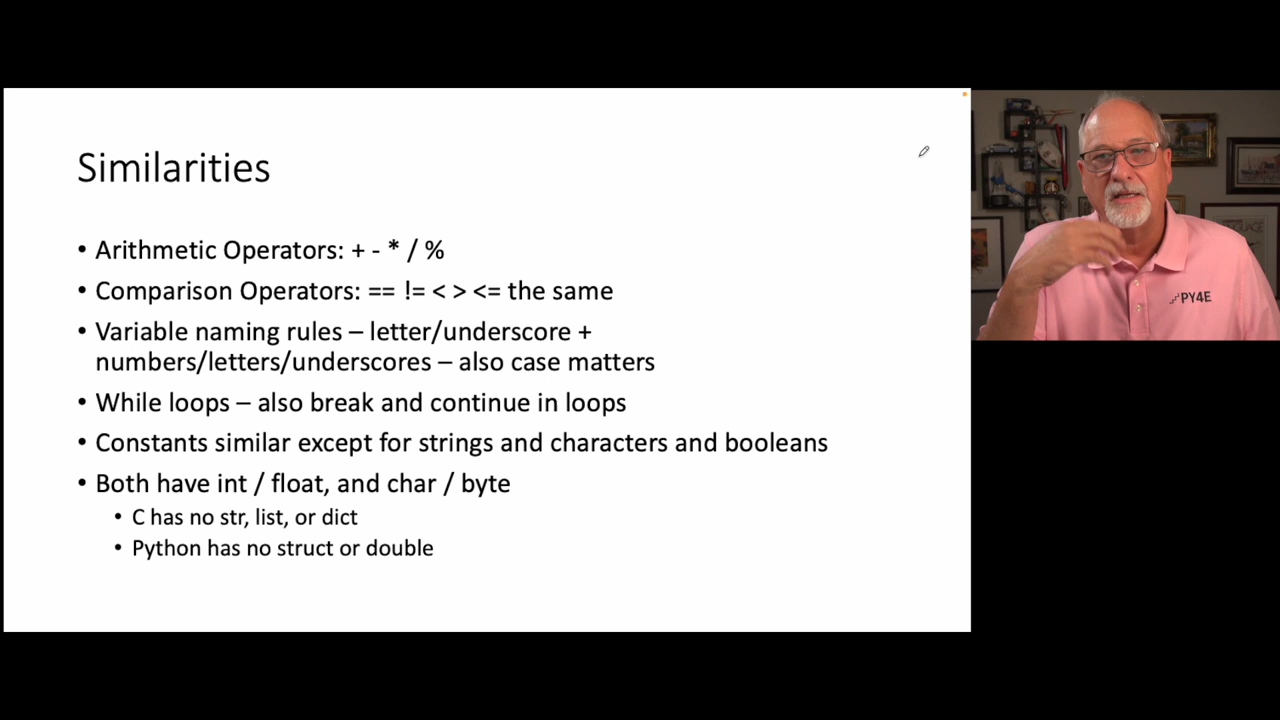 Similarities
• Arithmetic Operators: + - * / %
• Comparison Operators: == != < > <= the same
• Variable naming rules – letter/underscore +
numbers/letters/underscores – also case matters
• While loops – also break and continue in loops
• Constants similar except for strings and characters and booleans
• Both have int / float, and char / byte
• C has no str, list, or dict
• Python has no struct or double
PY4E